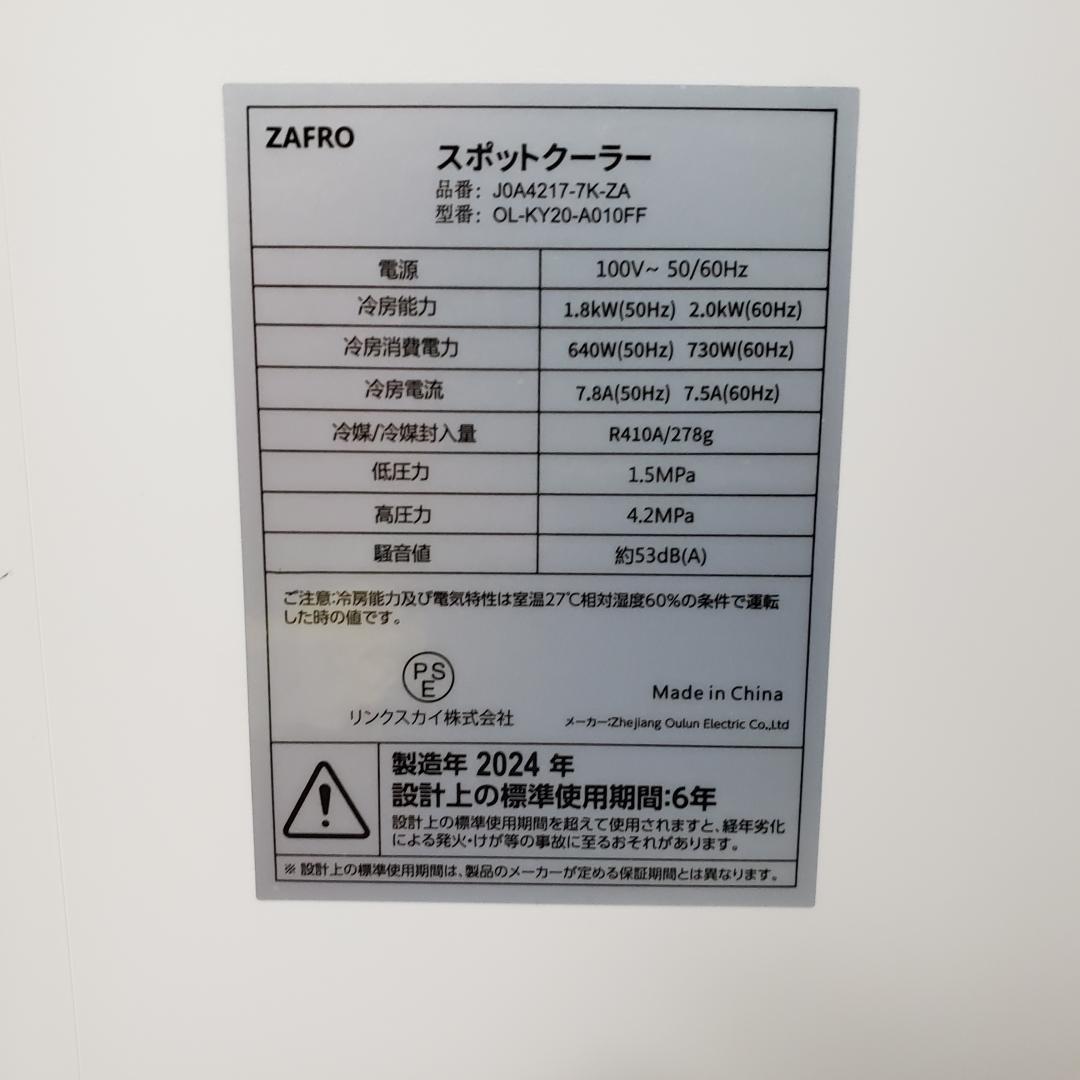 ZAFRO
スポットクーラー
品番: J0A4217-7K-ZA
型番: OL-KY20-A010FF
電源 100V~ 50/60Hz
冷房能力 1.8kW(50Hz) 2.0kW(60Hz)
冷房消費電力 640W(50Hz) 730W(60Hz)
冷房電流 7.8A(50Hz) 7.5A(60Hz)
冷媒/冷媒封入量 R410A/278g
低圧力 1.5MPa
高圧力 4.2MPa
騒音値 約53dB(A)
ご注意:冷房能力及び電気特性は室温27℃相対湿度60%の条件で運転
した時の値です。
PSE
Made in China
リンクスカイ株式会社 メーカー:Zhejiang Oulun Electric Co.,Ltd
製造年 2024 年
設計上の標準使用期間:6年
設計上の標準使用期間を超えて使用されますと、経年劣化
による発火・けが等の事故に至るおそれがあります。
※ 設計上の標準使用期間は、製品のメーカーが定める保証期間とは異なります。